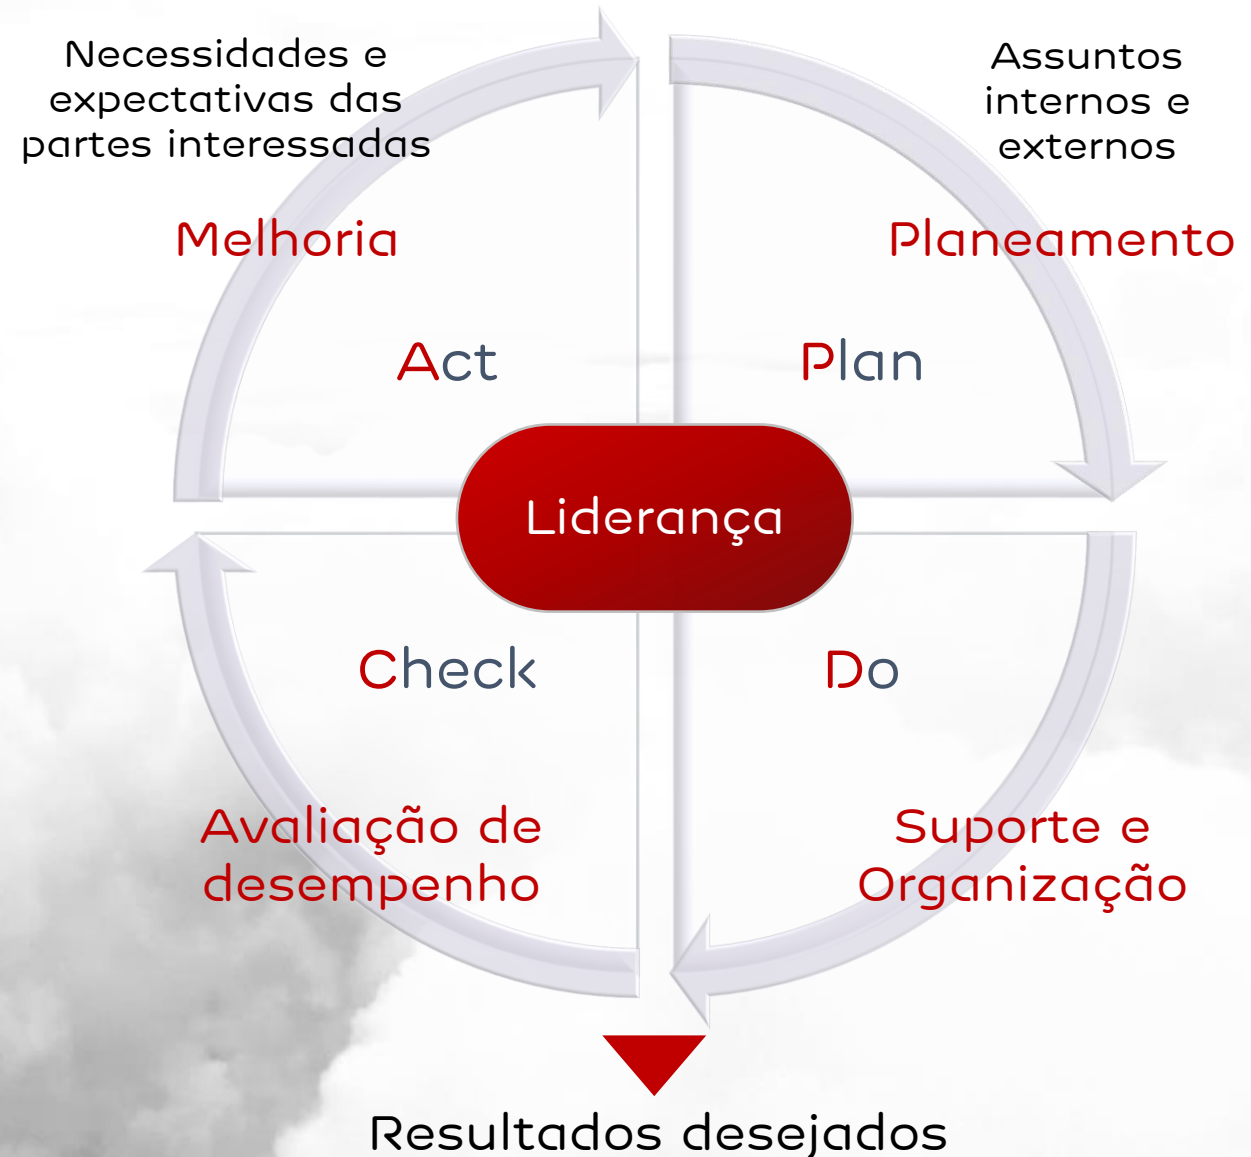 Necessidades e
expectativas das
partes interessadas
Assuntos
internos e
externos
Melhoria
Planeamento
Act
Plan
Liderança
Check
Do
Avaliação de
desempenho
Suporte e
Organização
Resultados desejados